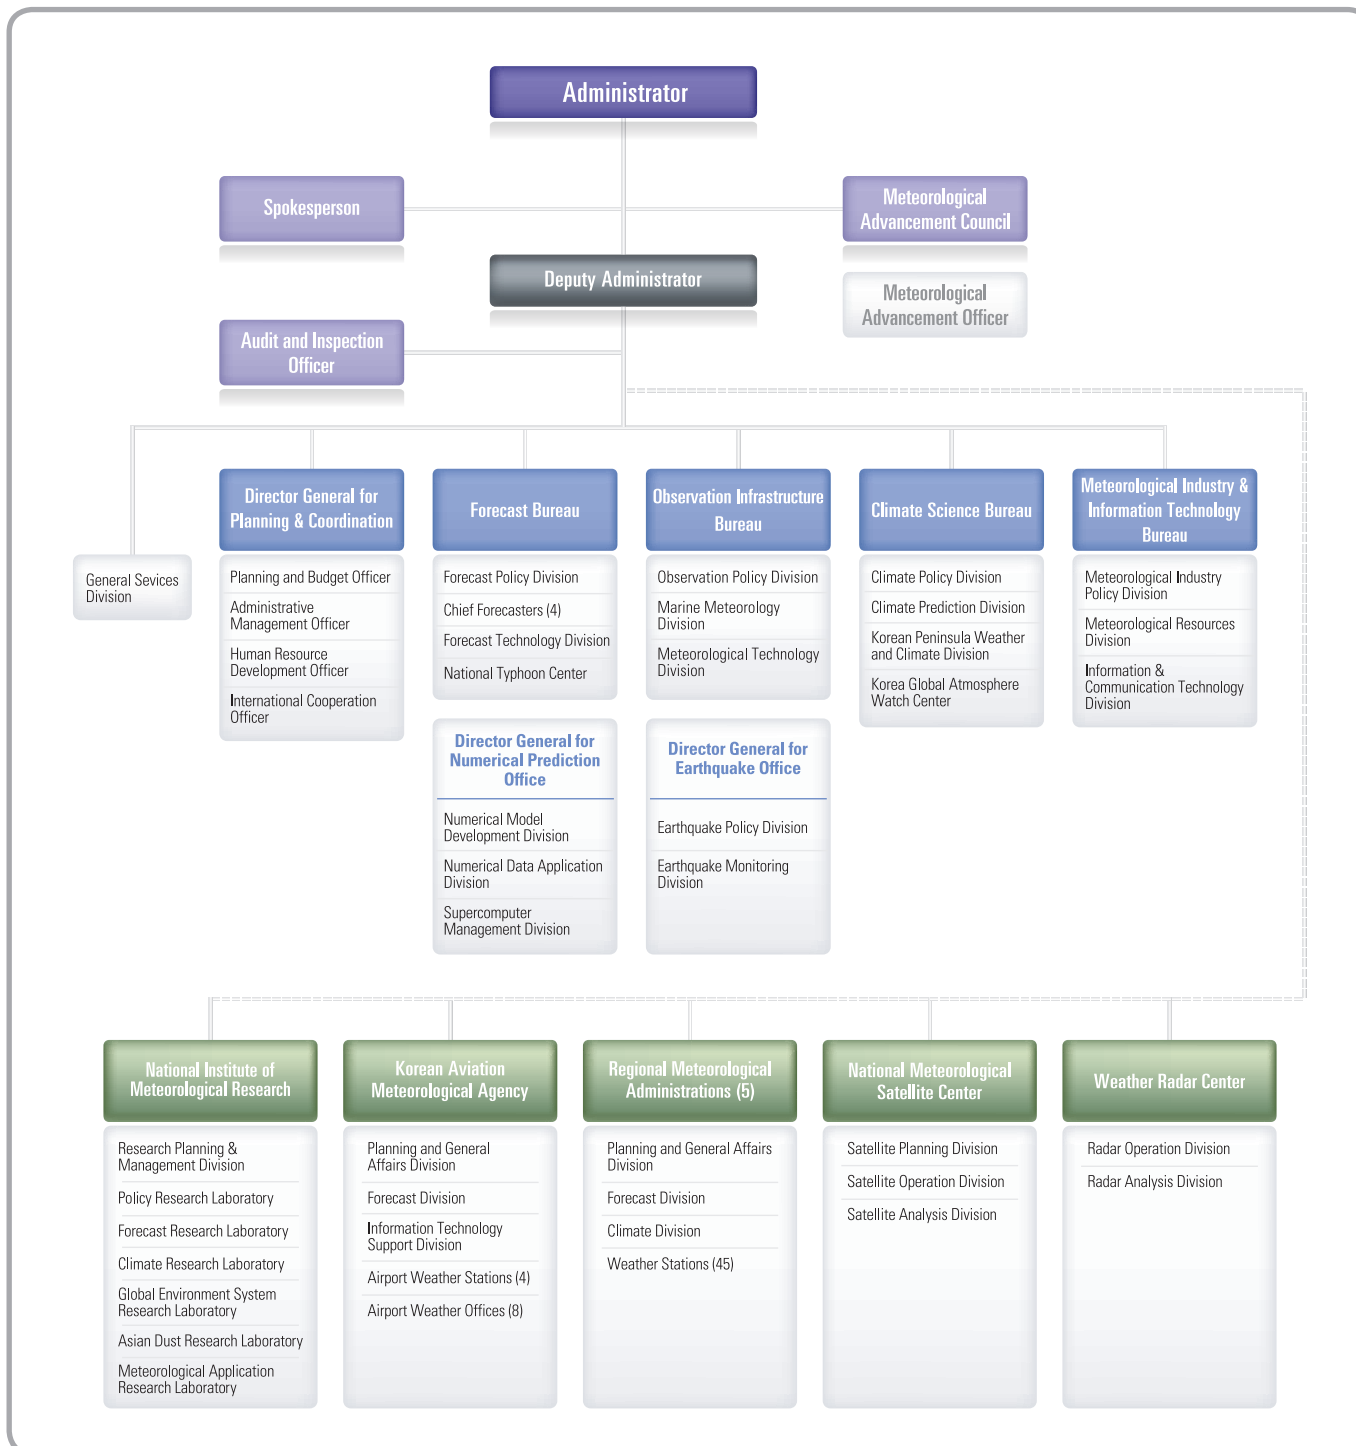 Administrator
Spokesperson
Meteorological
Advancement Council
Deputy Administrator
Meteorological
Advancement Officer
Audit and Inspection
Officer
General Sevices
Division
Director General for
Planning & Coordination
Planning and Budget Officer
Administrative
Management Officer
Human Resource
Development Officer
International Cooperation
Officer
Forecast Bureau
Forecast Policy Division
Chief Forecasters (4)
Forecast Technology Division
National Typhoon Center
Director General for
Numerical Prediction
Office
Numerical Model
Development Division
Numerical Data Application
Division
Supercomputer
Management Division
Observation Infrastructure
Bureau
Observation Policy Division
Marine Meteorology
Division
Meteorological Technology
Division
Director General for
Earthquake Office
Earthquake Policy Division
Earthquake Monitoring
Division
Climate Science Bureau
Climate Policy Division
Climate Prediction Division
Korean Peninsula Weather
and Climate Division
Korea Global Atmosphere
Watch Center
Meteorological Industry &
Information Technology
Bureau
Meteorological Industry
Policy Division
Meteorological Resources
Division
Information &
Communication Technology
Division
National Institute of
Meteorological Research
Research Planning &
Management Division
Policy Research Laboratory
Forecast Research Laboratory
Climate Research Laboratory
Global Environment System
Research Laboratory
Asian Dust Research Laboratory
Meteorological Application
Research Laboratory
Korean Aviation
Meteorological Agency
Planning and General
Affairs Division
Forecast Division
Information Technology
Support Division
Airport Weather Stations (4)
Airport Weather Offices (8)
Regional Meteorological
Administrations (5)
Planning and General Affairs
Division
Forecast Division
Climate Division
Weather Stations (45)
National Meteorological
Satellite Center
Satellite Planning Division
Satellite Operation Division
Satellite Analysis Division
Weather Radar Center
Radar Operation Division
Radar Analysis Division